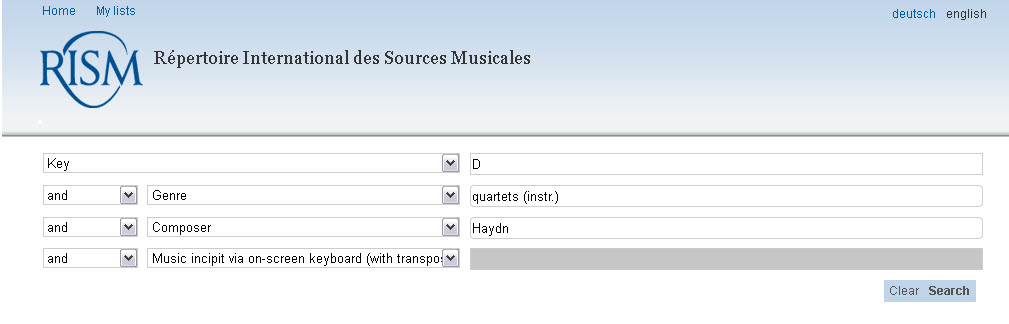 Home My lists deutsch english
RISM Répertoire International des Sources Musicales
Key D
and Genre quartets (instr.)
and Composer Haydn
and Music incipit via on-screen keyboard (with transpo
Clear Search